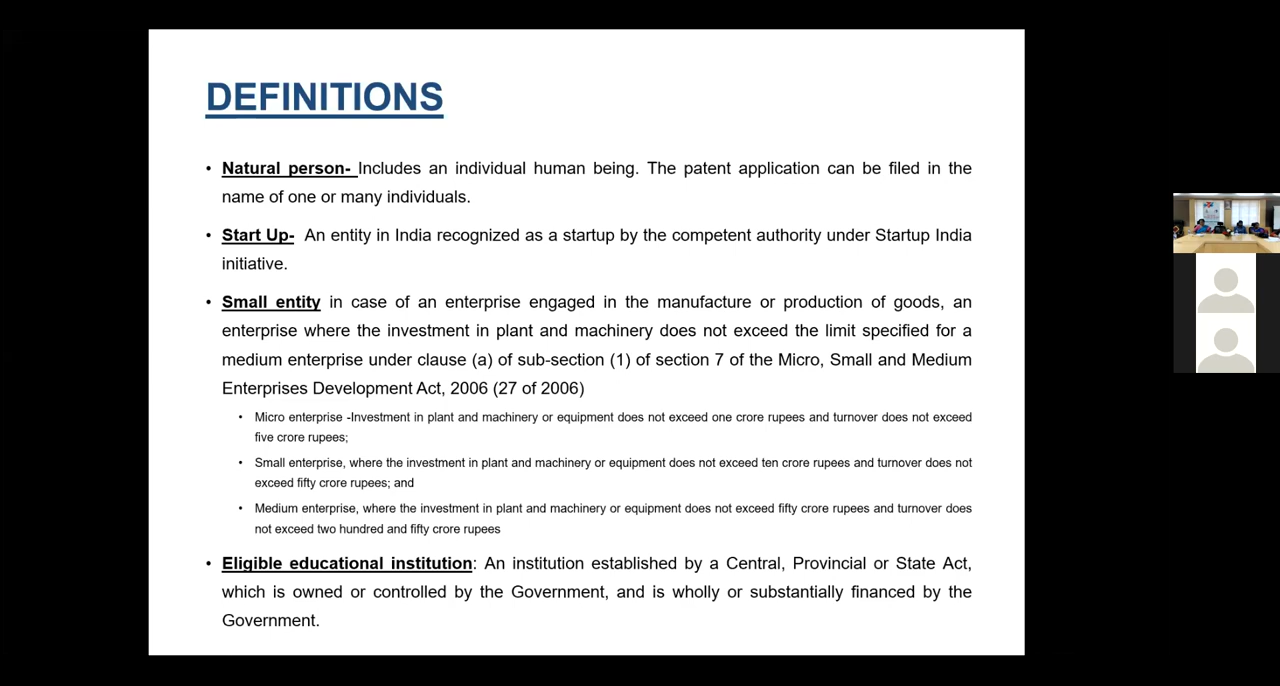 DEFINITIONS
• Natural person- Includes an individual human being. The patent application can be filed in the
name of one or many individuals.
• Start Up- An entity in India recognized as a startup by the competent authority under Startup India
initiative.
• Small entity in case of an enterprise engaged in the manufacture or production of goods, an
enterprise where the investment in plant and machinery does not exceed the limit specified for a
medium enterprise under clause (a) of sub-section (1) of section 7 of the Micro, Small and Medium
Enterprises Development Act, 2006 (27 of 2006)
• Micro enterprise -Investment in plant and machinery or equipment does not exceed one crore rupees and turnover does not exceed
five crore rupees;
• Small enterprise, where the investment in plant and machinery or equipment does not exceed ten crore rupees and turnover does not
exceed fifty crore rupees; and
• Medium enterprise, where the investment in plant and machinery or equipment does not exceed fifty crore rupees and turnover does
not exceed two hundred and fifty crore rupees
• Eligible educational institution: An institution established by a Central, Provincial or State Act,
which is owned or controlled by the Government, and is wholly or substantially financed by the
Government.